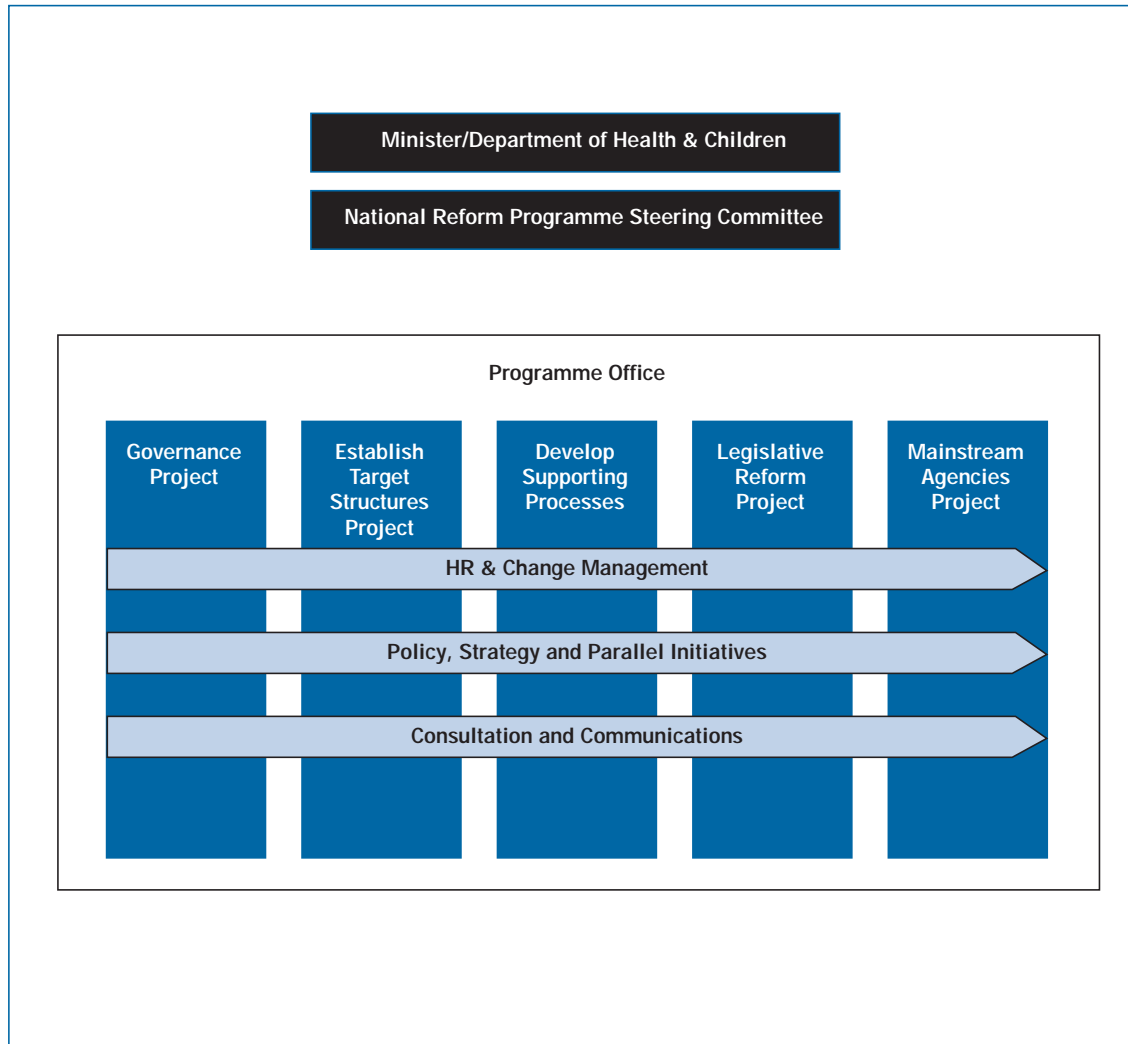 Minister/Department of Health & Children
National Reform Programme Steering Committee
Programme Office
Governance
Project
Establish
Target
Structures
Project
Develop
Supporting
Processes
Legislative
Reform
Project
Mainstream
Agencies
Project
HR & Change Management
Policy, Strategy and Parallel Initiatives
Consultation and Communications